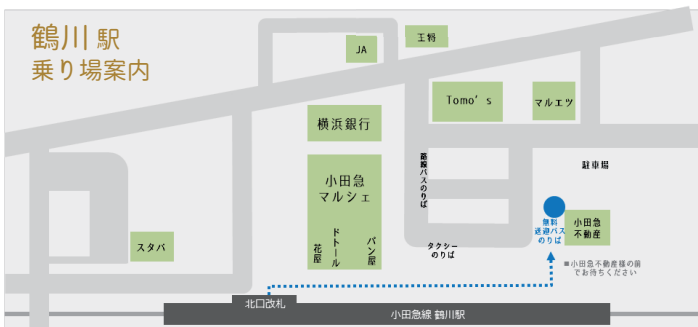 鶴川駅
乗り場案内
JA
王将
Tomo's
マルエツ
横浜銀行
小田急
マルシェ
花屋
ドトール
パン屋
スタバ
路線バスのりば
駐車場
無料
送迎バス
のりば
小田急
不動産
タクシー
のりば
■小田急不動産様の前
でお待ちください
北口改札
小田急線 鶴川駅